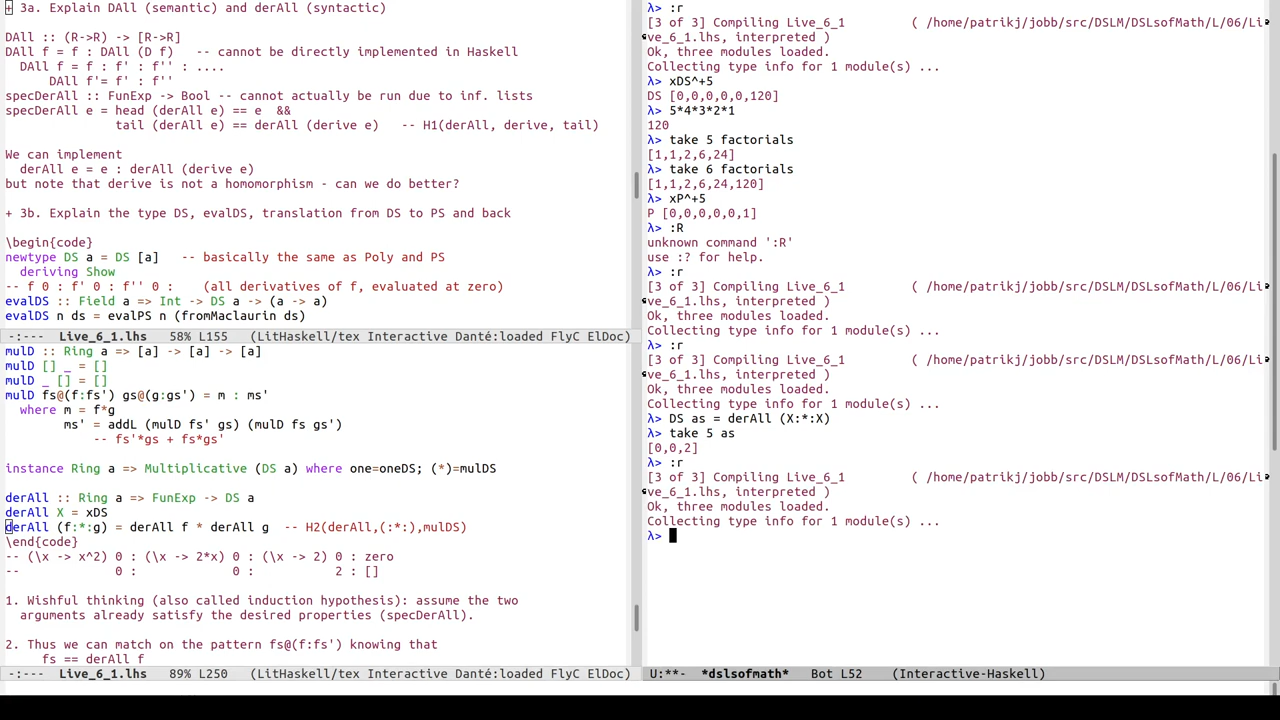 + 3a. Explain DAll (semantic) and derAll (syntactic)
DAll :: (R->R) -> [R->R]
DAll f = f : DAll (D f)   -- cannot be directly implemented in Haskell
  DAll f = f : f' : f'' : ....
      DAll f'= f' : f''
specDerAll :: FunExp -> Bool -- cannot actually be run due to inf. lists
specDerAll e = head (derAll e) == e  &&
               tail (derAll e) == derAll (derive e)   -- H1(derAll, derive, tail)
We can implement
  derAll e = e : derAll (derive e)
but note that derive is not a homomorphism - can we do better?
+ 3b. Explain the type DS, evalDS, translation from DS to PS and back
\begin{code}
newtype DS a = DS [a]   -- basically the same as Poly and PS
  deriving Show
-- f 0 : f' 0 : f'' 0 :    (all derivatives of f, evaluated at zero)
evalDS :: Field a => Int -> DS a -> (a -> a)
evalDS n ds = evalPS n (fromMaclaurin ds)
-:---  Live_6_1.lhs   58% L155   (LitHaskell/tex Interactive Danté:loaded FlyC ElDoc)
mulD :: Ring a => [a] -> [a] -> [a]
mulD [] _ = []
mulD _ [] = []
mulD fs@(f:fs') gs@(g:gs') = m : ms'
  where m = f*g
        ms' = addL (mulD fs' gs) (mulD fs gs')
            -- fs'*gs + fs*gs'
instance Ring a => Multiplicative (DS a) where one=oneDS; (*)=mulDS
derAll :: Ring a => FunExp -> DS a
derAll X = xDS
derAll (f:*:g) = derAll f * derAll g  -- H2(derAll,(:*:),mulDS)
\end{code}
-- (\x -> x^2) 0 : (\x -> 2*x) 0 : (\x -> 2) 0 : zero
--             0 :             0 :           2 : []
1. Wishful thinking (also called induction hypothesis): assume the two
  arguments already satisfy the desired properties (specDerAll).
2. Thus we can match on the pattern fs@(f:fs') knowing that
     fs == derAll f
-:---  Live_6_1.lhs   89% L250   (LitHaskell/tex Interactive Danté:loaded FlyC ElDoc)
λ> :r
[3 of 3] Compiling Live_6_1         ( /home/patrikj/jobb/src/DSLM/DSLsofMath/L/06/Li
ve_6_1.lhs, interpreted )
Ok, three modules loaded.
Collecting type info for 1 module(s) ...
λ> xDS^+5
DS [0,0,0,0,0,120]
λ> 5*4*3*2*1
120
λ> take 5 factorials
[1,1,2,6,24]
λ> take 6 factorials
[1,1,2,6,24,120]
λ> xP^+5
P [0,0,0,0,0,1]
λ> :R
unknown command ':R'
use :? for help.
λ> :r
[3 of 3] Compiling Live_6_1         ( /home/patrikj/jobb/src/DSLM/DSLsofMath/L/06/Li
ve_6_1.lhs, interpreted )
Ok, three modules loaded.
Collecting type info for 1 module(s) ...
λ> :r
[3 of 3] Compiling Live_6_1         ( /home/patrikj/jobb/src/DSLM/DSLsofMath/L/06/Li
ve_6_1.lhs, interpreted )
Ok, three modules loaded.
Collecting type info for 1 module(s) ...
λ> DS as = derAll (X:*:X)
λ> take 5 as
[0,0,2]
λ> :r
[3 of 3] Compiling Live_6_1         ( /home/patrikj/jobb/src/DSLM/DSLsofMath/L/06/Li
ve_6_1.lhs, interpreted )
Ok, three modules loaded.
Collecting type info for 1 module(s) ...
λ>
U:**-  *dslsofmath*   Bot L52    (Interactive-Haskell)